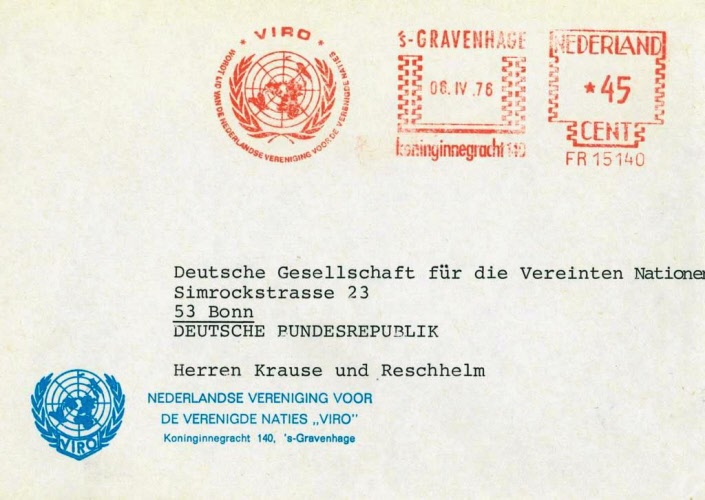 * VIRO *
WORDT LID VAN DE NEDERLANDSE VERENIGING VOOR DE VERENIGDE NATIES
's-GRAVENHAGE
08.IV.76
koninginnegracht 140
NEDERLAND
*45
CENT
FR 15140
Deutsche Gesellschaft für die Vereinten Nationen
Simrockstrasse 23
53 Bonn
DEUTSCHE BUNDESREPUBLIK
Herren Krause und Reschhelm
VIRO
NEDERLANDSE VERENIGING VOOR
DE VERENIGDE NATIES „VIRO”
Koninginnegracht 140, 's-Gravenhage